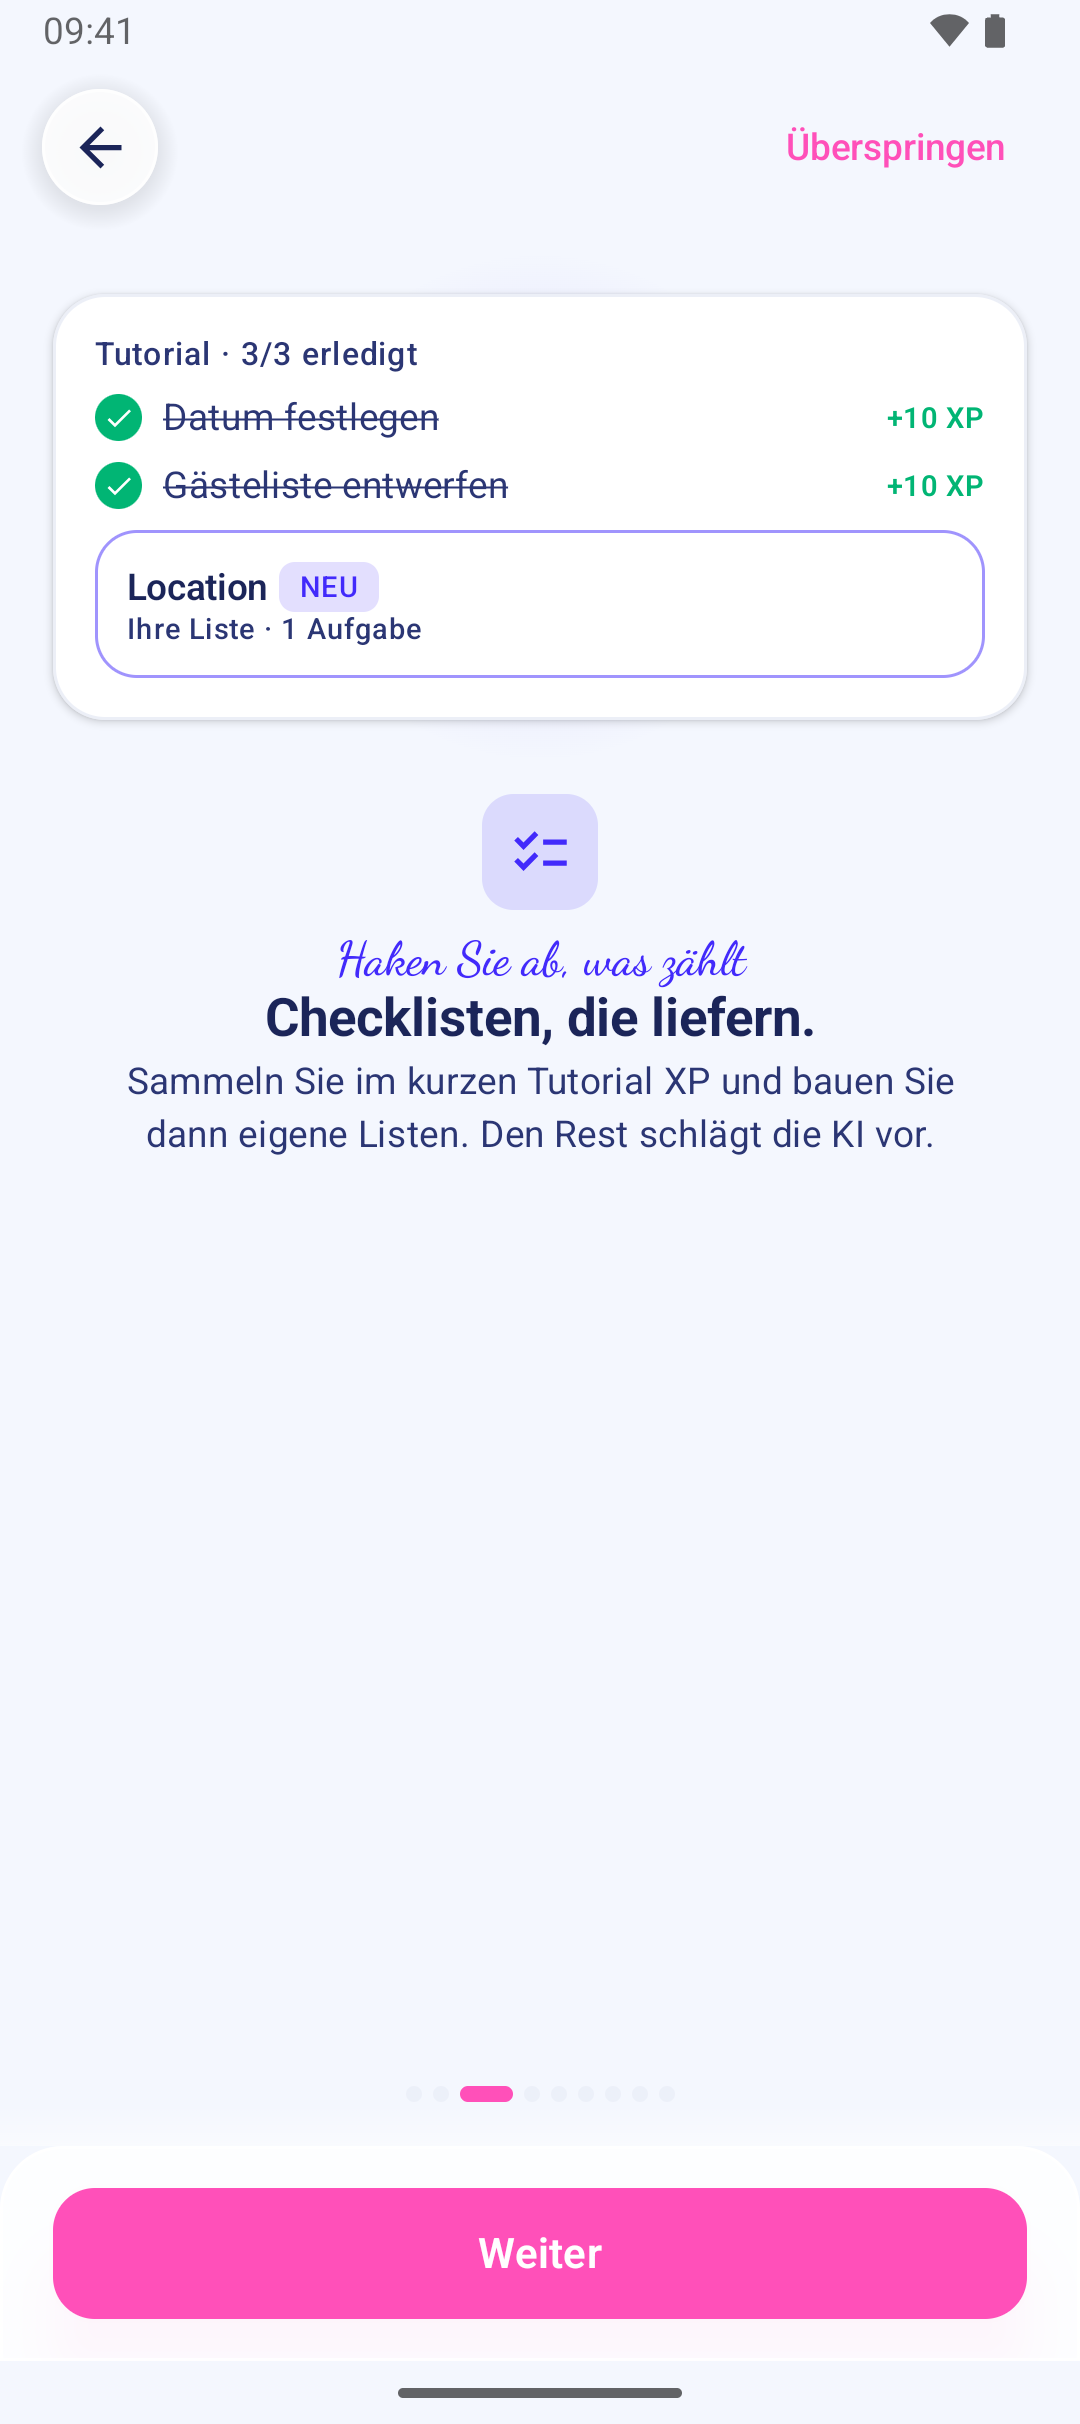 09:41
Überspringen
Tutorial · 3/3 erledigt
Datum festlegen +10 XP
Gästeliste entwerfen +10 XP
Location NEU
Ihre Liste · 1 Aufgabe
Haken Sie ab, was zählt
Checklisten, die liefern.
Sammeln Sie im kurzen Tutorial XP und bauen Sie
dann eigene Listen. Den Rest schlägt die KI vor.
Weiter